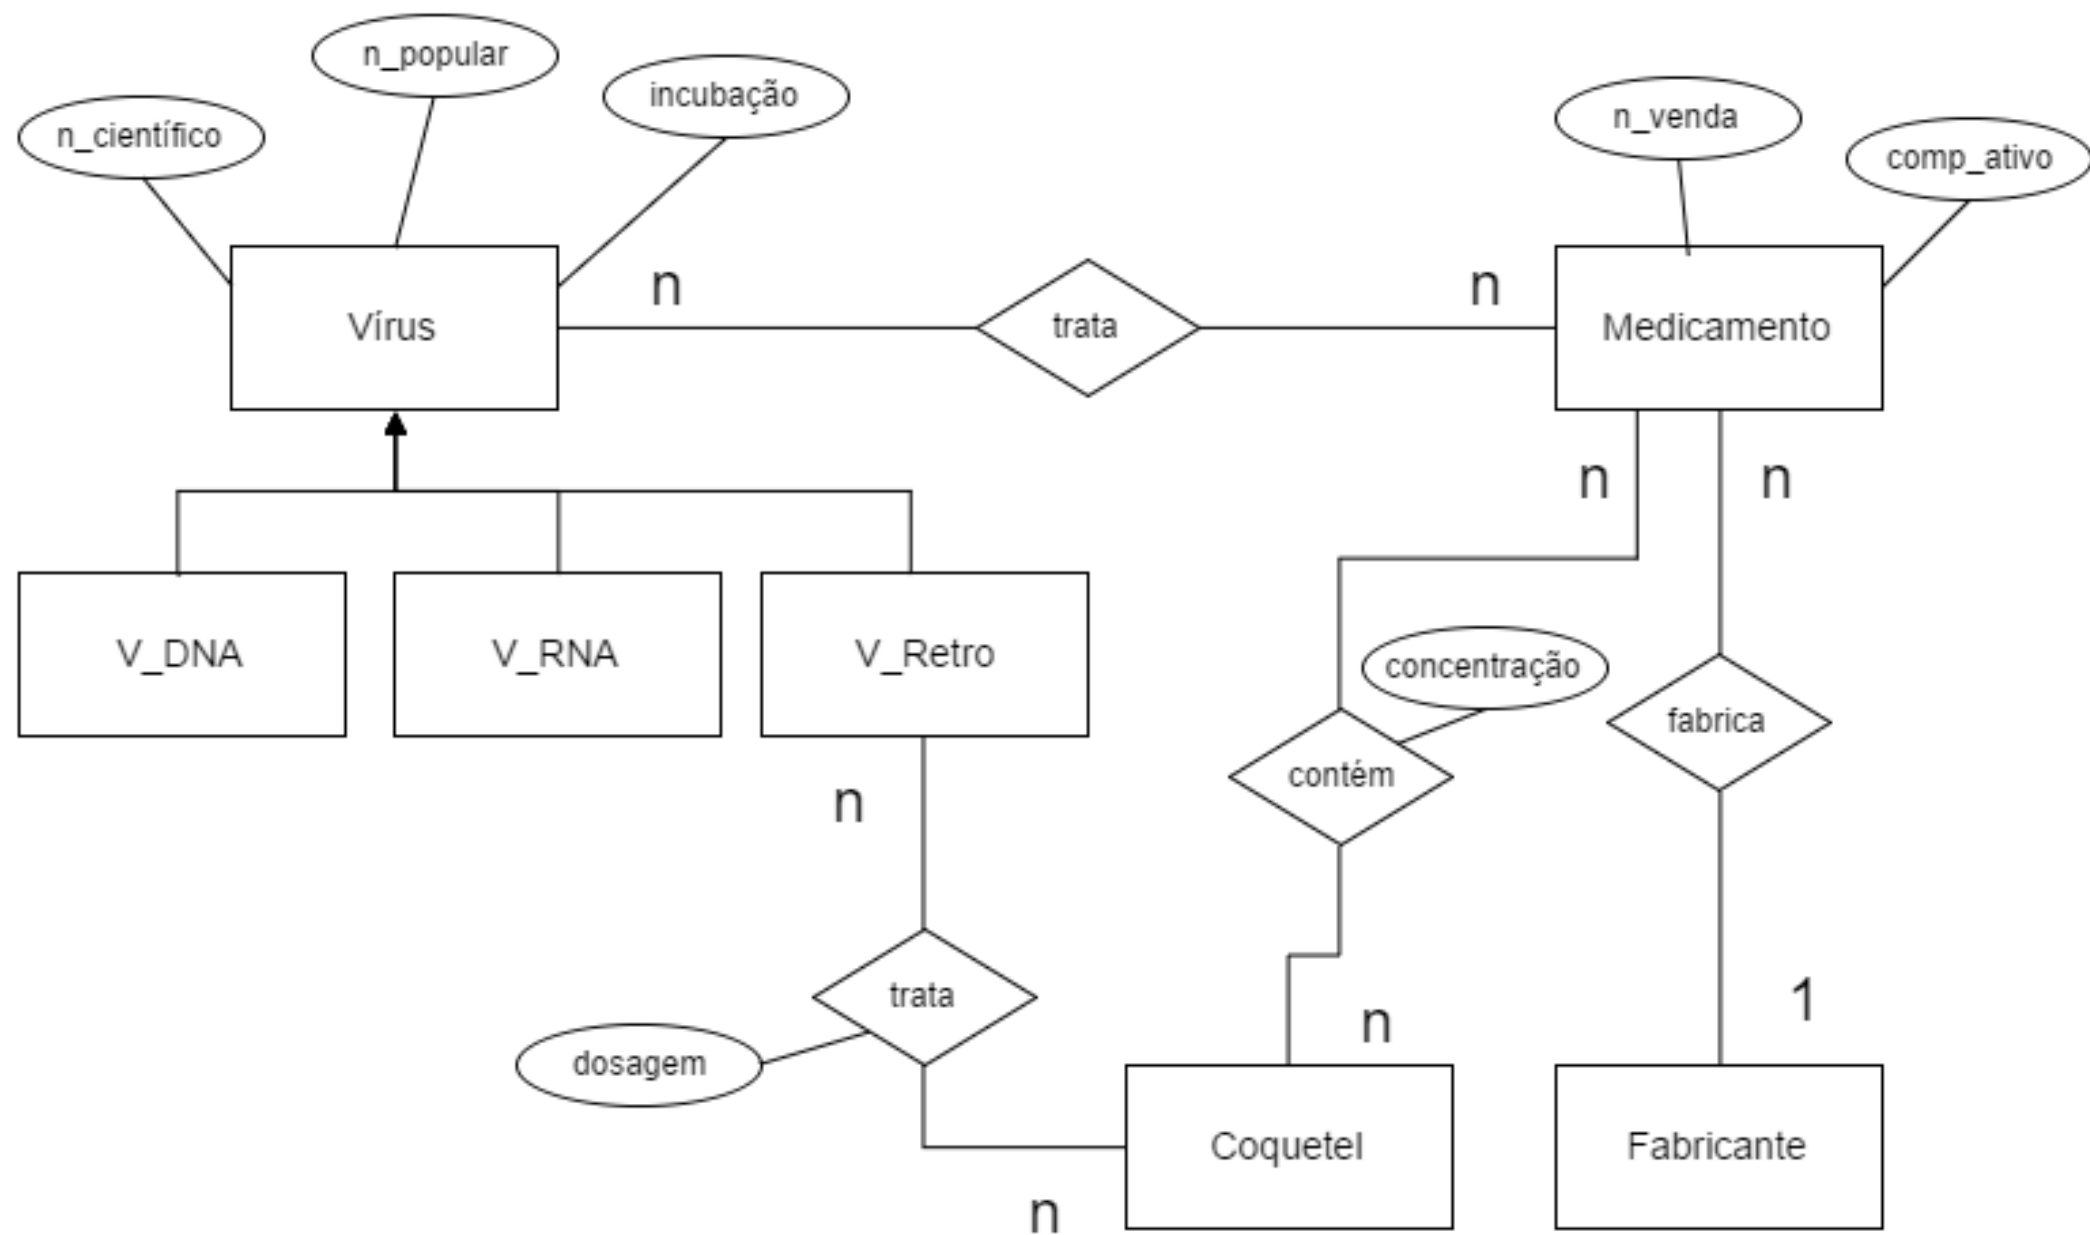 n_popular
incubação
n_científico
n_venda
comp_ativo
Vírus
n
trata
n
Medicamento
n
n
V_DNA
V_RNA
V_Retro
concentração
fabrica
contém
n
trata
dosagem
n
1
Coquetel
Fabricante
n